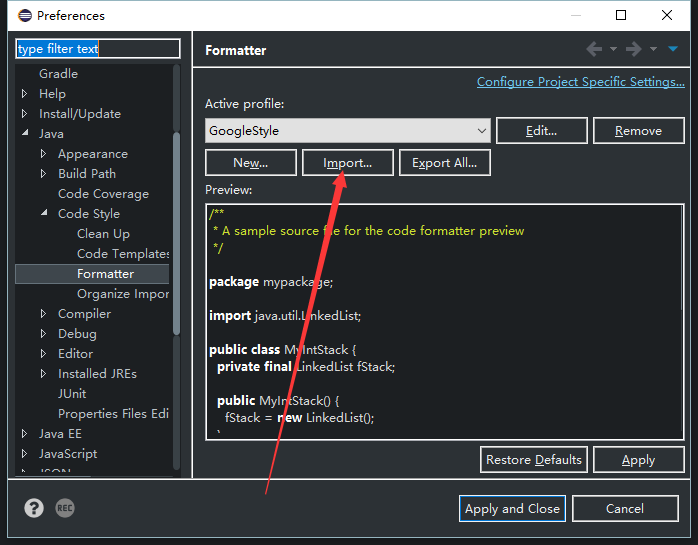 Preferences
type filter text
Gradle
Help
Install/Update
Java
Appearance
Build Path
Code Coverage
Code Style
Clean Up
Code Templates
Formatter
Organize Impor
Compiler
Debug
Editor
Installed JREs
JUnit
Properties Files Edi
Java EE
JavaScript
JSON
Formatter
Configure Project Specific Settings...
Active profile:
GoogleStyle
Edit...
Remove
New...
Import...
Export All...
Preview:
/**
* A sample source file for the code formatter preview
*/
package mypackage;
import java.util.LinkedList;
public class MyIntStack {
private final LinkedList fStack;
public MyIntStack() {
fStack = new LinkedList();
}
Restore Defaults
Apply
REC
Apply and Close
Cancel